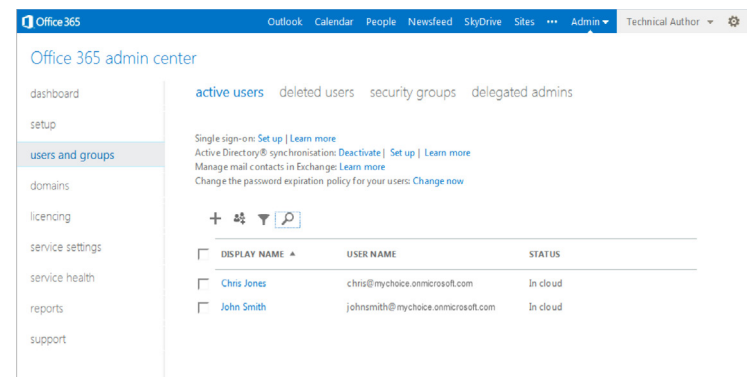 Office 365 Outlook Calendar People Newsfeed SkyDrive Sites ••• Admin Technical Author
Office 365 admin center
dashboard
setup
users and groups
domains
licencing
service settings
service health
reports
support
active users deleted users security groups delegated admins
Single sign-on: Set up | Learn more
Active Directory® synchronisation: Deactivate | Set up | Learn more
Manage mail contacts in Exchange: Learn more
Change the password expiration policy for your users: Change now
DISPLAY NAME USER NAME STATUS
Chris Jones chris@mychoice.onmicrosoft.com In cloud
John Smith johnsmith@mychoice.onmicrosoft.com In cloud